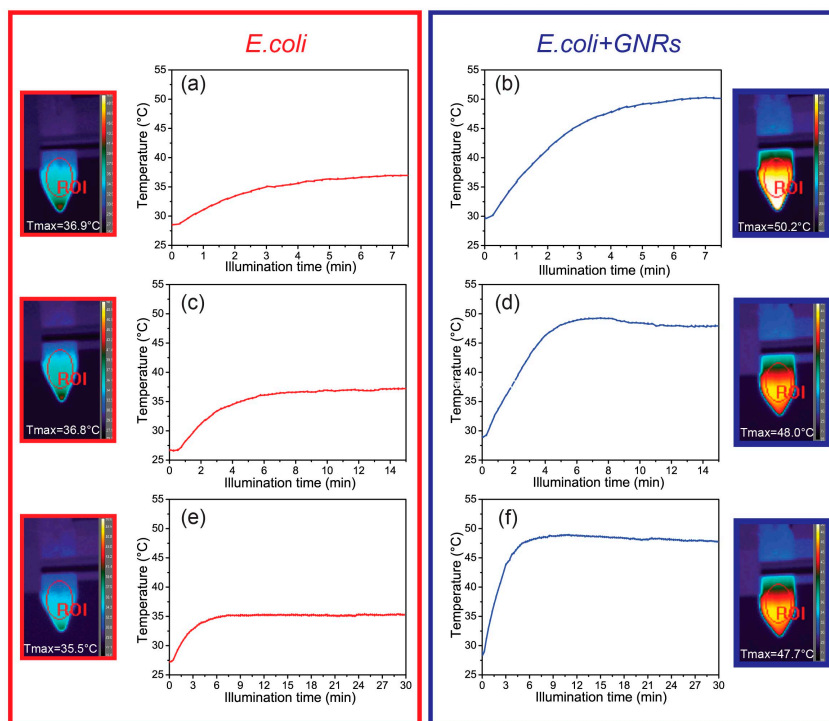 E.coli
E.coli+GNRs
(a)
55
50
45
40
35
30
25
Temperature (°C)
0 1 2 3 4 5 6 7
Illumination time (min)
ROI
Tmax=36.9°C
(b)
55
50
45
40
35
30
25
Temperature (°C)
0 1 2 3 4 5 6 7
Illumination time (min)
ROI
Tmax=50.2°C
(c)
55
50
45
40
35
30
25
Temperature (°C)
0 2 4 6 8 10 12 14
Illumination time (min)
ROI
Tmax=36.8°C
(d)
55
50
45
40
35
30
25
Temperature (°C)
0 2 4 6 8 10 12 14
Illumination time (min)
ROI
Tmax=48.0°C
(e)
55
50
45
40
35
30
25
Temperature (°C)
0 3 6 9 12 15 18 21 24 27 30
Illumination time (min)
ROI
Tmax=35.5°C
(f)
55
50
45
40
35
30
25
Temperature (°C)
0 3 6 9 12 15 18 21 24 27 30
Illumination time (min)
ROI
Tmax=47.7°C